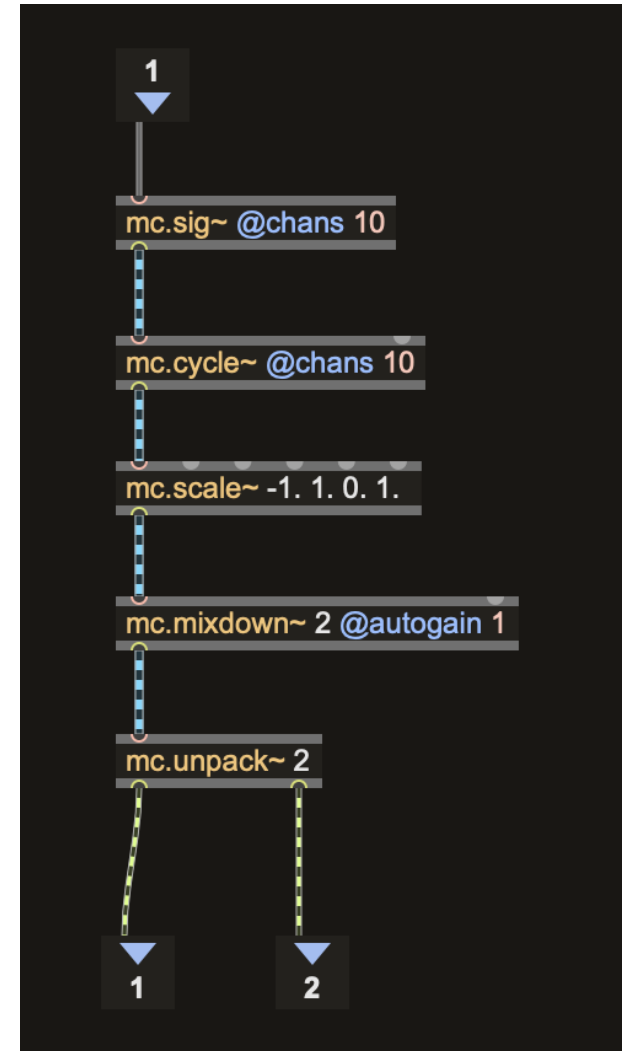 1
mc.sig~ @chans 10
mc.cycle~ @chans 10
mc.scale~ -1. 1. 0. 1.
mc.mixdown~ 2 @autogain 1
mc.unpack~ 2
1
2